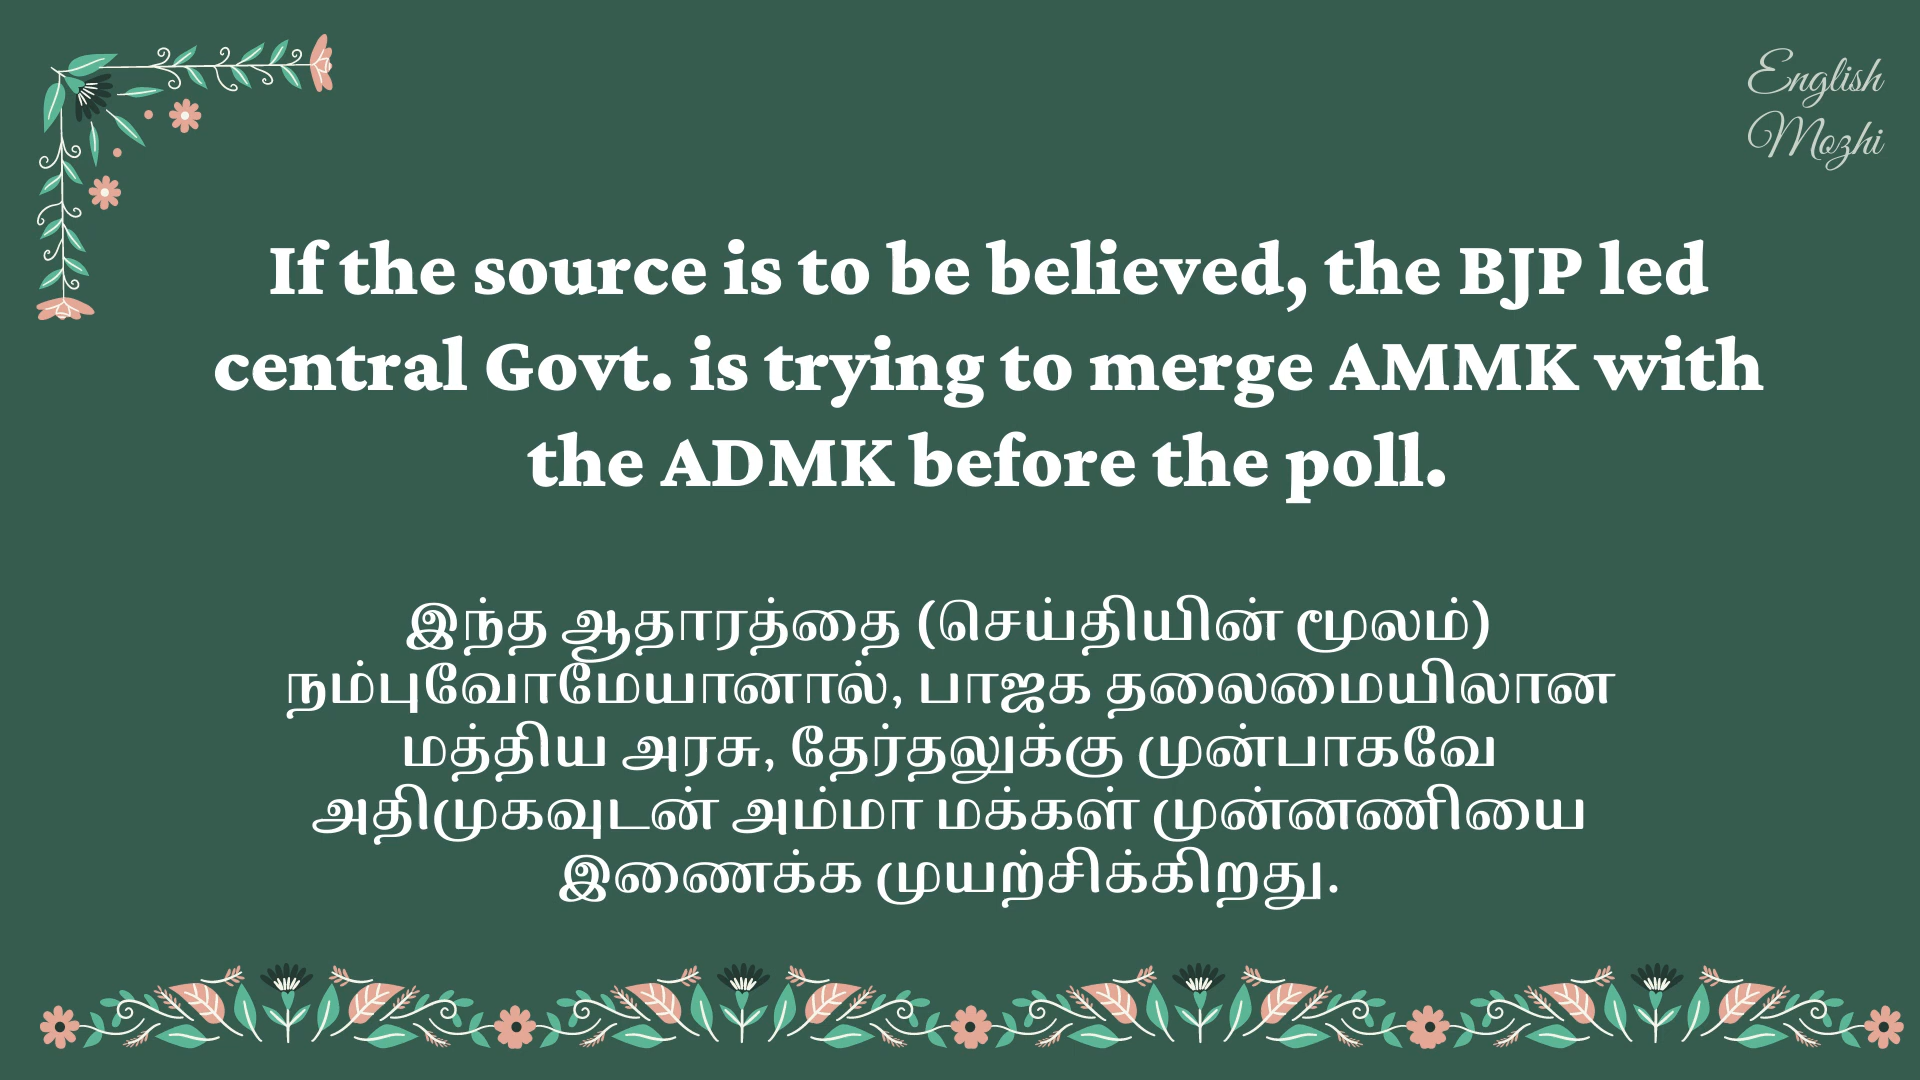 English
Mozhi
If the source is to be believed, the BJP led
central Govt. is trying to merge AMMK with
the ADMK before the poll.
இந்த ஆதாரத்தை (செய்தியின் மூலம்)
நம்புவோமேயானால், பாஜக தலைமையிலான
மத்திய அரசு, தேர்தலுக்கு முன்பாகவே
அதிமுகவுடன் அம்மா மக்கள் முன்னணியை
இணைக்க முயற்சிக்கிறது.